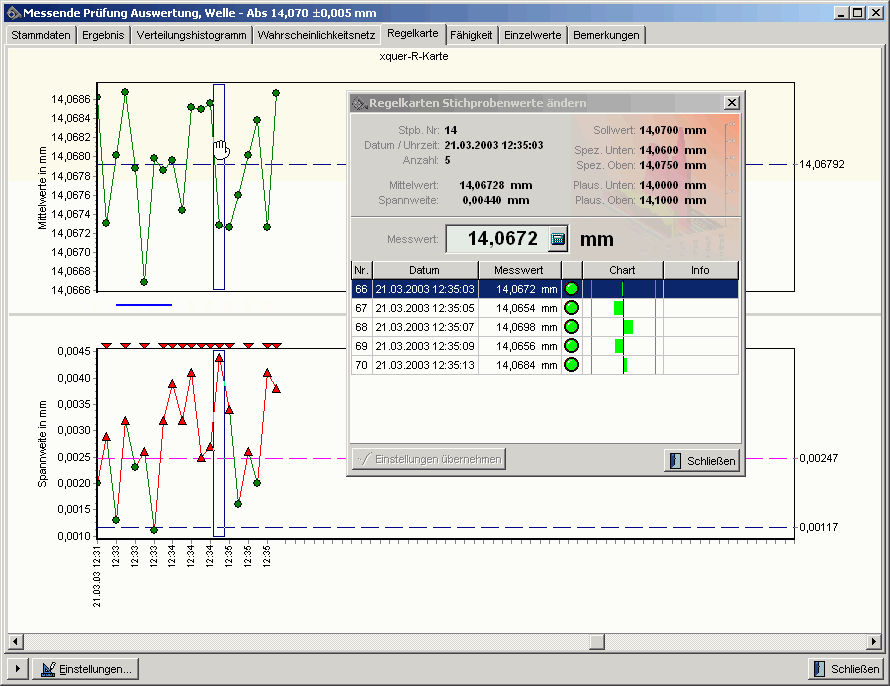 Messende Prüfung Auswertung, Welle - Abs 14,070 ±0,005 mm
Stammdaten Ergebnis Verteilungshistogramm Wahrscheinlichkeitsnetz Regelkarte Fähigkeit Einzelwerte Bemerkungen
xquer-R-Karte
Mittelwerte in mm
14,0686
14,0684
14,0682
14,0680
14,0678
14,0676
14,0674
14,0672
14,0670
14,0668
14,0666
14,06792
Regelkarten Stichprobenwerte ändern
Stpb. Nr: 14
Datum / Uhrzeit: 21.03.2003 12:35:03
Anzahl: 5
Mittelwert: 14,06728 mm
Spannweite: 0,00440 mm
Sollwert: 14,0700 mm
Spez. Unten: 14,0600 mm
Spez. Oben: 14,0750 mm
Plaus. Unten: 14,0000 mm
Plaus. Oben: 14,1000 mm
Messwert: 14,0672 mm
Nr. Datum Messwert Chart Info
66 21.03.2003 12:35:03 14,0672 mm
67 21.03.2003 12:35:05 14,0654 mm
68 21.03.2003 12:35:07 14,0698 mm
69 21.03.2003 12:35:09 14,0656 mm
70 21.03.2003 12:35:13 14,0684 mm
Einstellungen übernehmen Schließen
Spannweite in mm
0,0045
0,0040
0,0035
0,0030
0,0025
0,0020
0,0015
0,0010
0,00247
0,00117
21.03.03 12:31
12:33
12:33
12:33
12:34
12:34
12:34
12:35
12:35
12:35
Einstellungen... Schließen